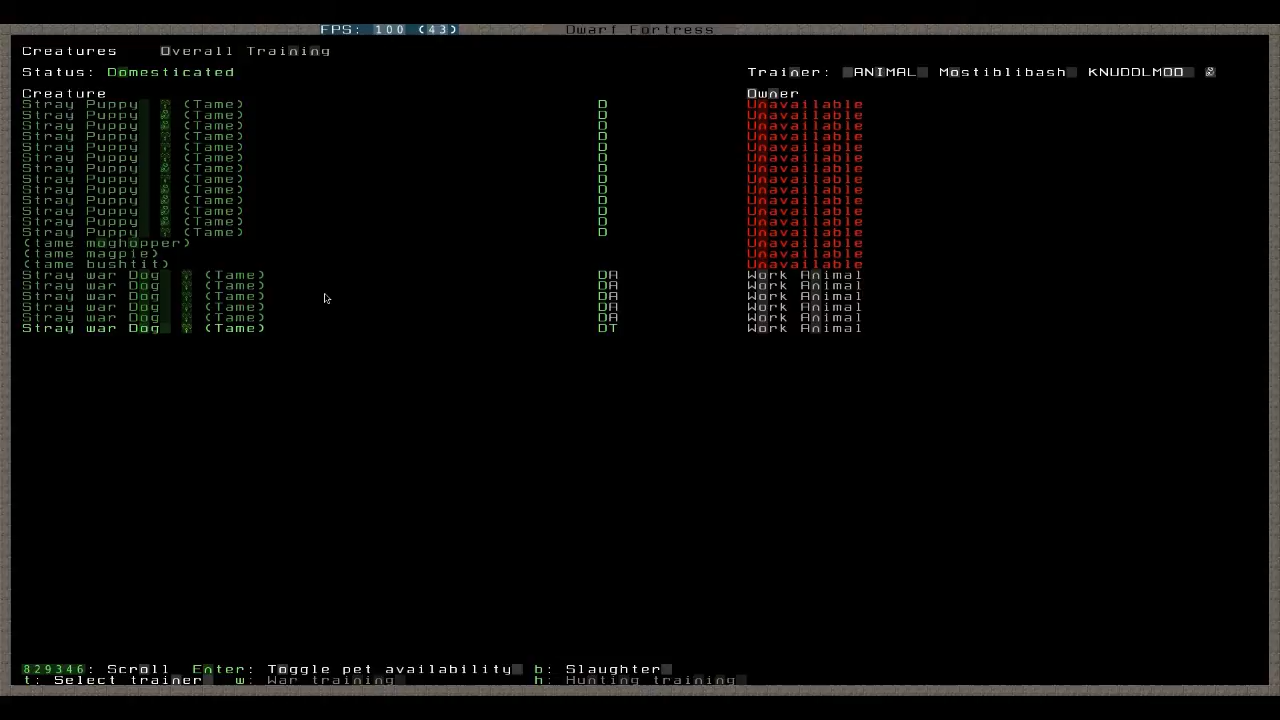 FPS: 100 (43) Dwarf Fortress
Creatures Overall Training
Status: Domesticated Trainer: ANIMAL Mostiblibash KNUDDLMOD
Creature Owner
Stray Puppy (Tame) D Unavailable
Stray Puppy (Tame) D Unavailable
Stray Puppy (Tame) D Unavailable
Stray Puppy (Tame) D Unavailable
Stray Puppy (Tame) D Unavailable
Stray Puppy (Tame) D Unavailable
Stray Puppy (Tame) D Unavailable
Stray Puppy (Tame) D Unavailable
Stray Puppy (Tame) D Unavailable
Stray Puppy (Tame) D Unavailable
Stray Puppy (Tame) D Unavailable
Stray Puppy (Tame) D Unavailable
Stray Puppy (Tame) D Unavailable
(tame moghopper) Unavailable
(tame magpie) Unavailable
(tame bushtit) Unavailable
Stray war Dog (Tame) DA Work Animal
Stray war Dog (Tame) DA Work Animal
Stray war Dog (Tame) DA Work Animal
Stray war Dog (Tame) DA Work Animal
Stray war Dog (Tame) DA Work Animal
Stray war Dog (Tame) DT Work Animal
829346: Scroll Enter: Toggle pet availability b: Slaughter
t: Select trainer w: War training h: Hunting training